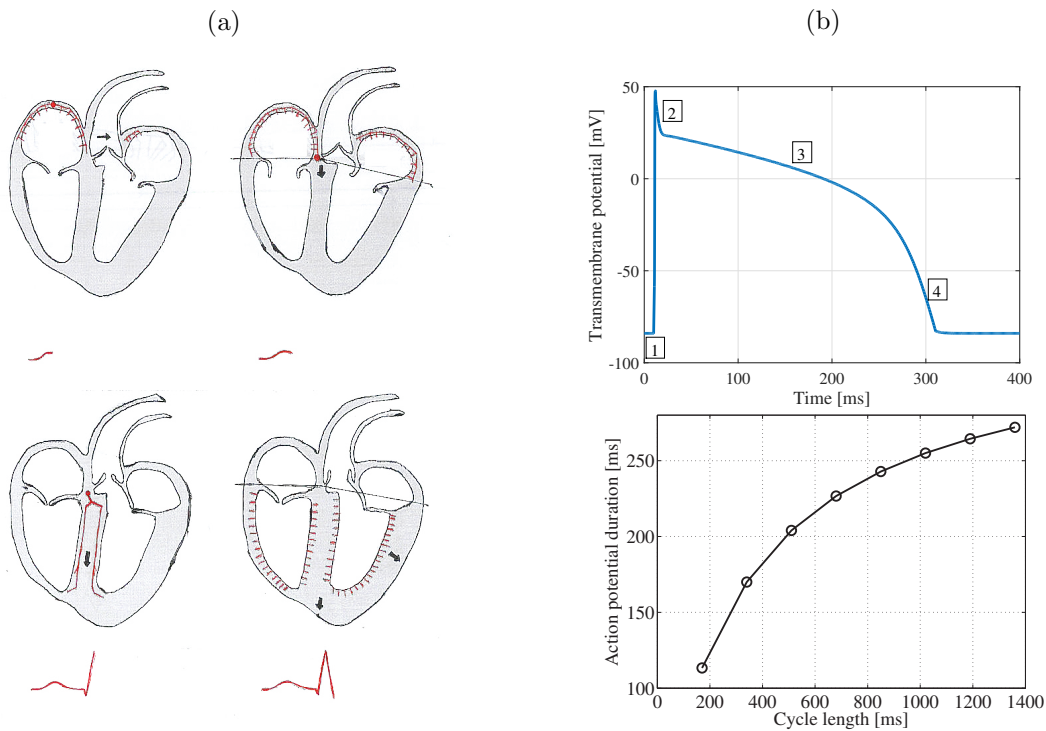 (a)
(b)
50
0
-50
-100
Transmembrane potential [mV]
1
2
3
4
0 100 200 300 400
Time [ms]
250
200
150
100
Action potential duration [ms]
0 200 400 600 800 1000 1200 1400
Cycle length [ms]